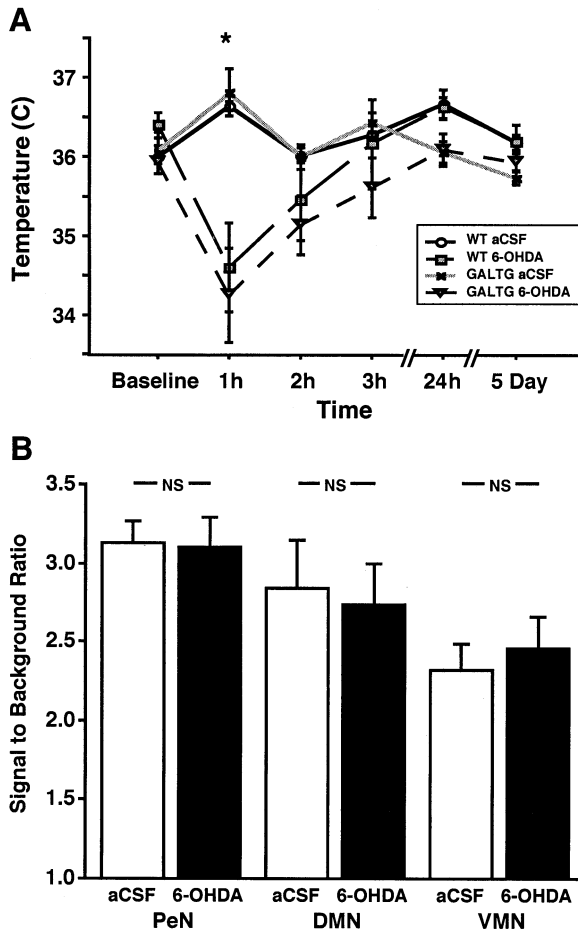 A
*
Temperature (C)
37
36
35
34
WT aCSF
WT 6-OHDA
GALTG aCSF
GALTG 6-OHDA
Baseline 1h 2h 3h 24h 5 Day
Time
B
Signal to Background Ratio
3.5
3.0
2.5
2.0
1.5
1.0
NS NS NS
aCSF 6-OHDA aCSF 6-OHDA aCSF 6-OHDA
PeN DMN VMN